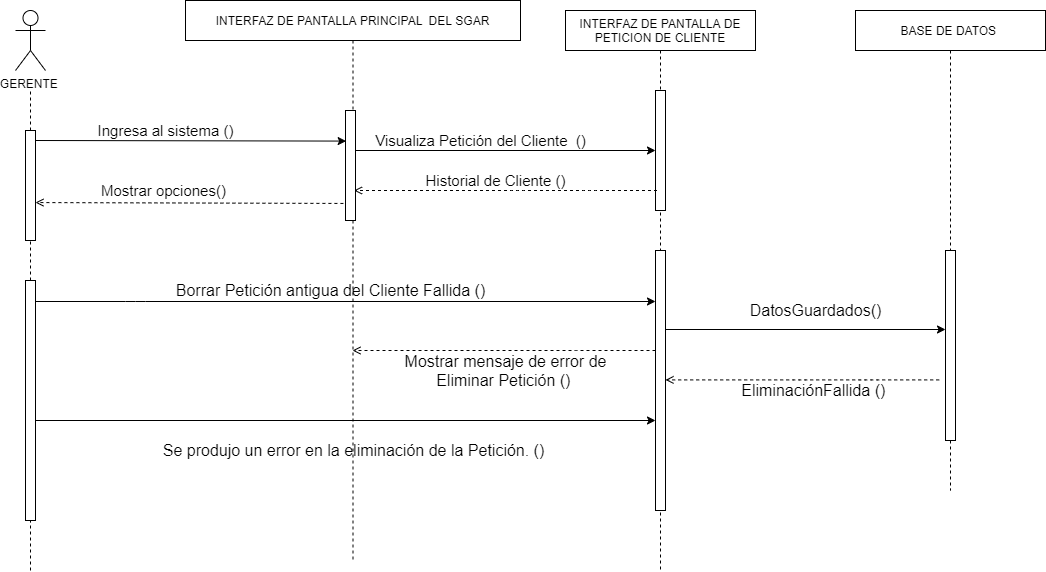 INTERFAZ DE PANTALLA PRINCIPAL DEL SGAR
INTERFAZ DE PANTALLA DE
PETICION DE CLIENTE
BASE DE DATOS
GERENTE
Ingresa al sistema ()
Visualiza Petición del Cliente ()
Historial de Cliente ()
Mostrar opciones()
Borrar Petición antigua del Cliente Fallida ()
DatosGuardados()
Mostrar mensaje de error de
Eliminar Petición ()
EliminaciónFallida ()
Se produjo un error en la eliminación de la Petición. ()